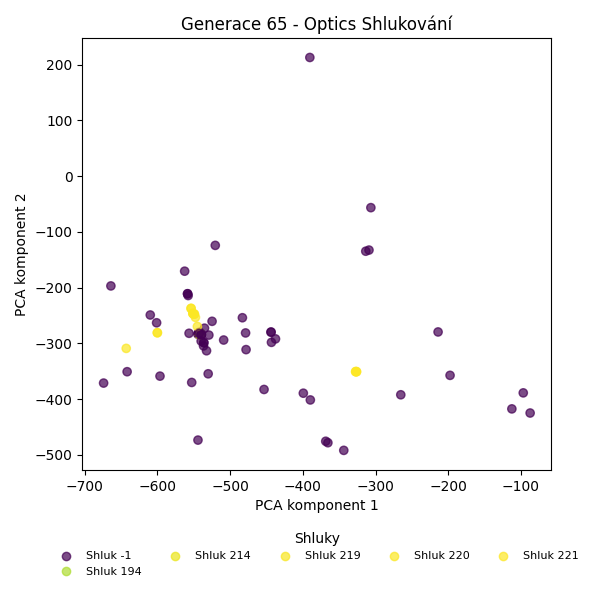 Generace 65 - Optics Shlukování
PCA komponent 2
200
100
0
−100
−200
−300
−400
−500
−700 −600 −500 −400 −300 −200 −100
PCA komponent 1
Shluky
Shluk -1 Shluk 214 Shluk 219 Shluk 220 Shluk 221
Shluk 194